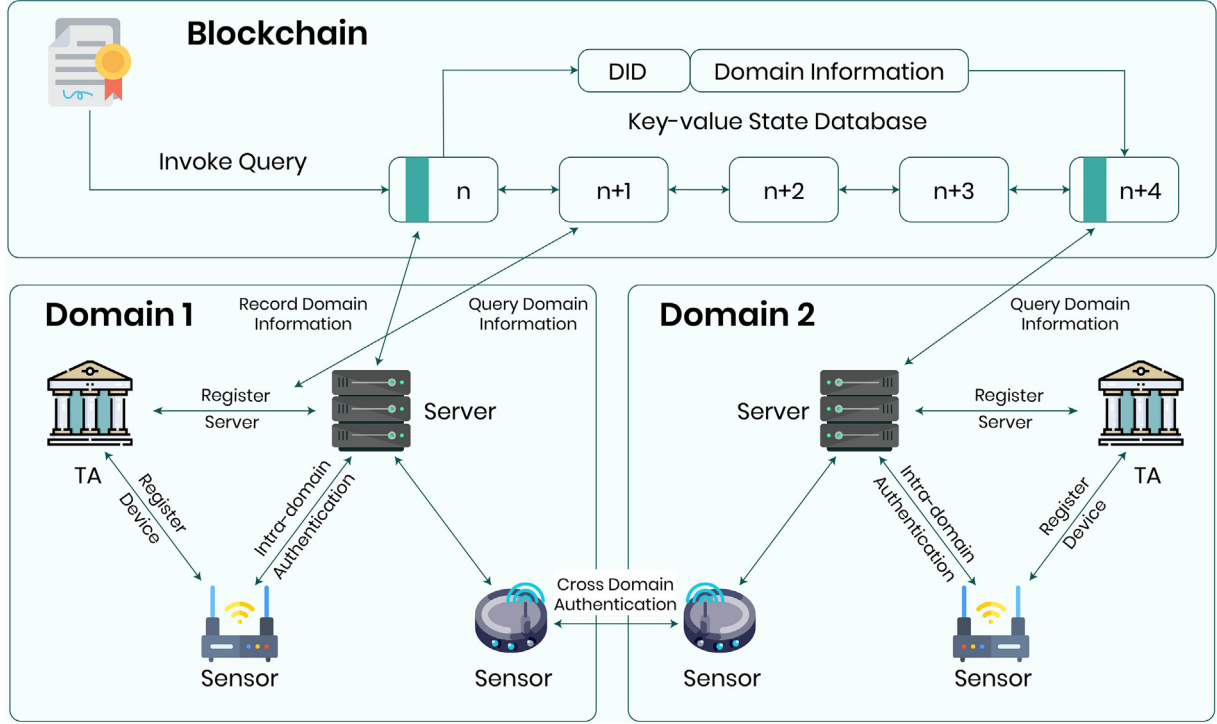 Blockchain
DID
Domain Information
Key-value State Database
Invoke Query
n
n+1
n+2
n+3
n+4
Domain 1
Record Domain
Information
Query Domain
Information
Register
Server
Server
TA
Register
Device
Intra-domain
Authentication
Sensor
Sensor
Cross Domain
Authentication
Domain 2
Query Domain
Information
Server
Register
Server
TA
Intra-domain
Authentication
Register
Device
Sensor
Sensor